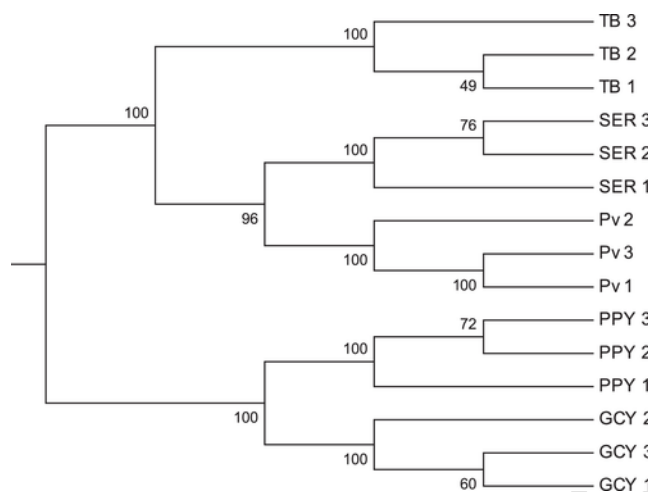 TB 3
100
TB 2
49
TB 1
100
76
SER 3
100
SER 2
SER 1
96
Pv 2
100
Pv 3
100
Pv 1
72
PPY 3
100
PPY 2
PPY 1
100
GCY 2
100
GCY 3
60
GCY 1